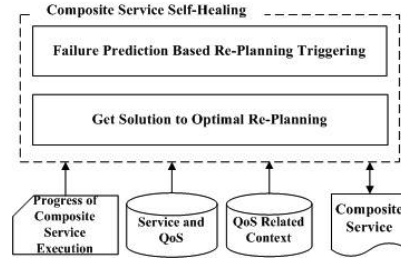 Composite Service Self-Healing
Failure Prediction Based Re-Planning Triggering
Get Solution to Optimal Re-Planning
Progress of
Composite
Service
Execution
Service and
QoS
QoS Related
Context
Composite
Service